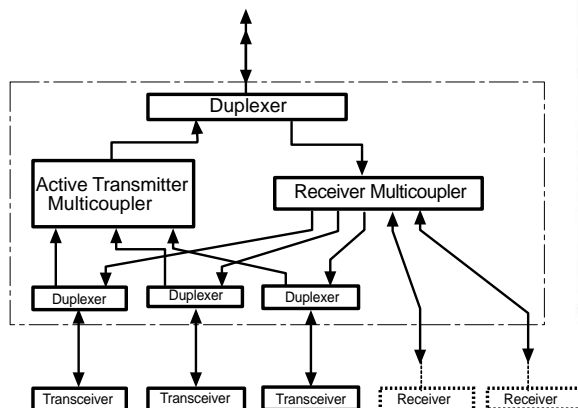 Duplexer
Active Transmitter
Multicoupler
Receiver Multicoupler
Duplexer
Duplexer
Duplexer
Transceiver
Transceiver
Transceiver
Receiver
Receiver